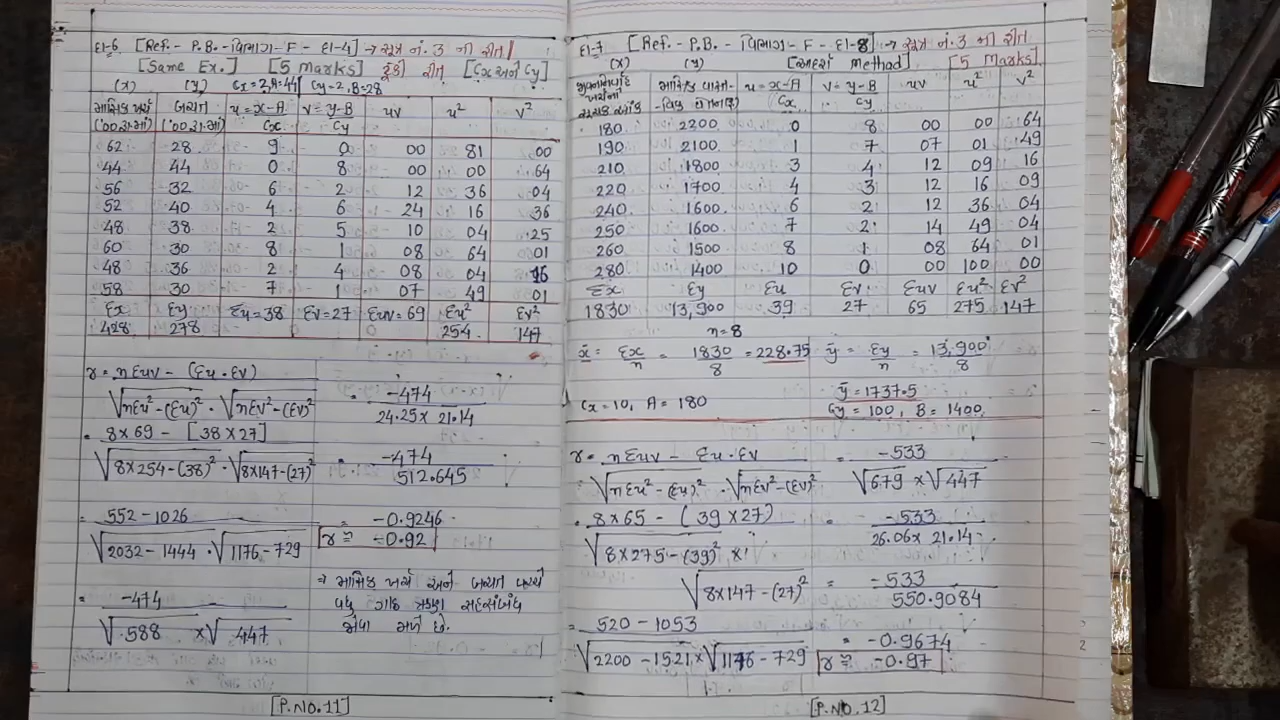 દા-6 [Ref.- P.B.- વિભાગ- F - દા-4] → સૂત્ર નં. 3 ની રીત
[Same Ex.] [5 Marks] ટૂંકી રીત [Cx અને Cy]
(x) (y) Cx=2, A=44 Cy=2, B=28
માસિક ખર્ચ બચત u = x-A v = y-B uv u² v²
('00 રૂ.માં) ('00 રૂ.માં) Cx Cy
62 28 9 0 00 81 00
44 44 0 8 00 00 64
56 32 6 2 12 36 04
52 40 4 6 24 16 36
48 38 2 5 10 04 25
60 30 8 1 08 64 01
48 36 2 4 08 04 16
58 30 7 1 07 49 01
Σx Σy Σu=38 Σv=27 Σuv=69 Σu² Σv²
428 278 254 147
r = nΣuv - (Σu·Σv)
√nΣu²-(Σu)² · √nΣv²-(Σv)²
= 8×69 - [38×27]
√8×254-(38)² · √8×147-(27)²
= 552 - 1026
√2032-1444 · √1176-729
= -474
√588 × √447
= -474
24.25 × 21.14
= -474
512.645
= -0.9246
r ≅ -0.92
⇒ માસિક ખર્ચ અને બચત વચ્ચે
વધુ ગાઢ ઋણ સહસંબંધ
જોવા મળે છે.
[P.NO.11]
દા-7 [Ref.- P.B.- વિભાગ- F - દા-8] → સૂત્ર નં. 3 ની રીત
(x) (y) Method] [5 Marks]
u = x-A v = y-B uv u² v²
Cx Cy
180 2200 0 8 00 00 64
190 2100 1 7 07 01 49
210 1800 3 4 12 09 16
220 1700 4 3 12 16 09
240 1600 6 2 12 36 04
250 1600 7 2 14 49 04
260 1500 8 1 08 64 01
280 1400 10 0 00 100 00
Σx Σy Σu Σv Σuv Σu² Σv²
1830 13,900 39 27 65 275 147
n=8
x̄ = Σx/n = 1830/8 = 228.75 ȳ = Σy/n = 13,900/8
ȳ = 1737.5
Cx=10, A=180 Cy=100, B=1400
r = nΣuv - Σu·Σv
√nΣu²-(Σu)² · √nΣv²-(Σv)²
= 8×65 - (39×27)
√8×275-(39)² ×
√8×147-(27)²
= 520 - 1053
√2200-1521 × √1176-729
= -533
√679 × √447
= -533
26.06 × 21.14
= -533
550.9084
= -0.9674
r ≅ -0.97
[P.NO.12]